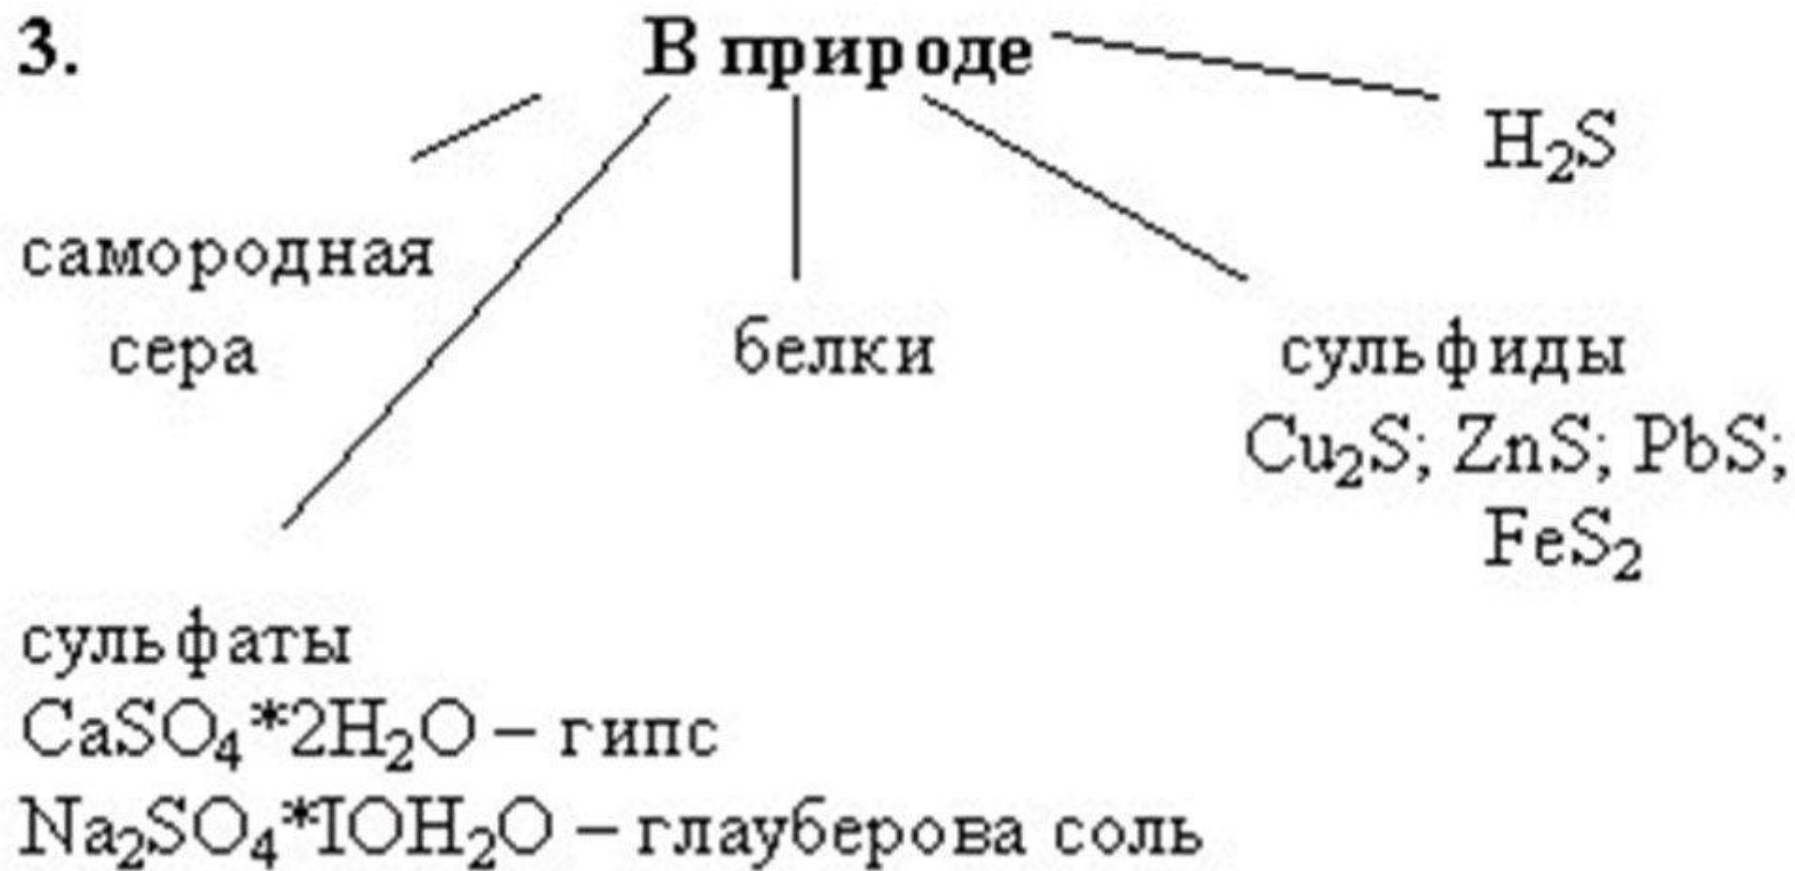 3. В природе
H₂S
самородная
сера
белки
сульфиды
Cu₂S; ZnS; PbS;
FeS₂
сульфаты
CaSO₄*2H₂O – гипс
Na₂SO₄*IOH₂O – глауберова соль